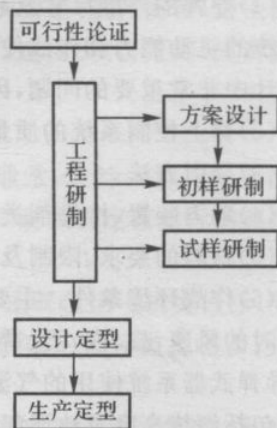 可行性论证
工程研制
方案设计
初样研制
试样研制
设计定型
生产定型